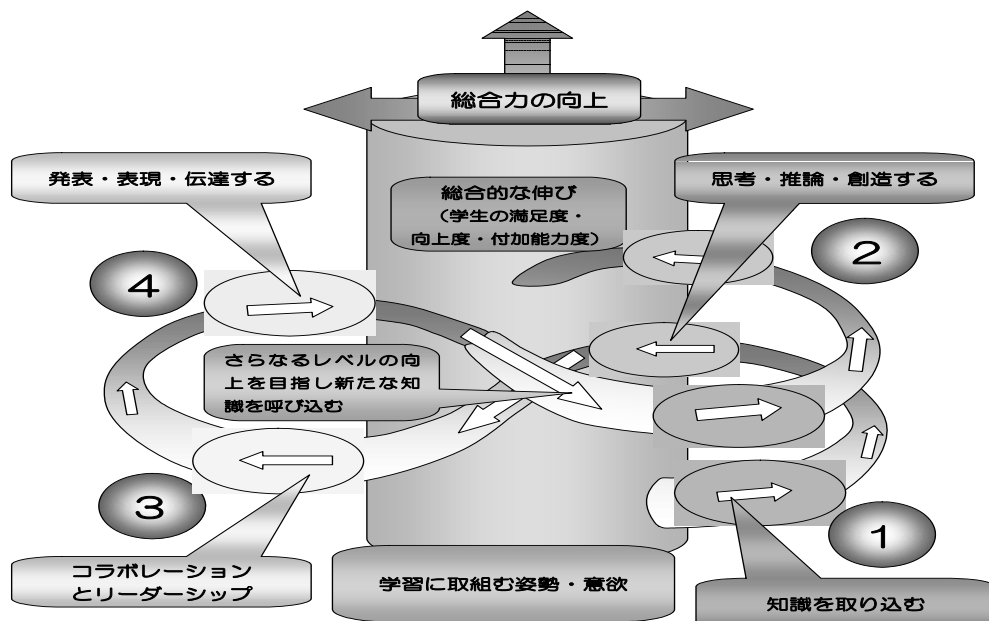 総合力の向上
発表・表現・伝達する
総合的な伸び
（学生の満足度・
向上度・付加能力度）
思考・推論・創造する
2
4
さらなるレベルの向
上を目指し新たな知
識を呼び込む
3
1
コラボレーション
とリーダーシップ
学習に取組む姿勢・意欲
知識を取り込む